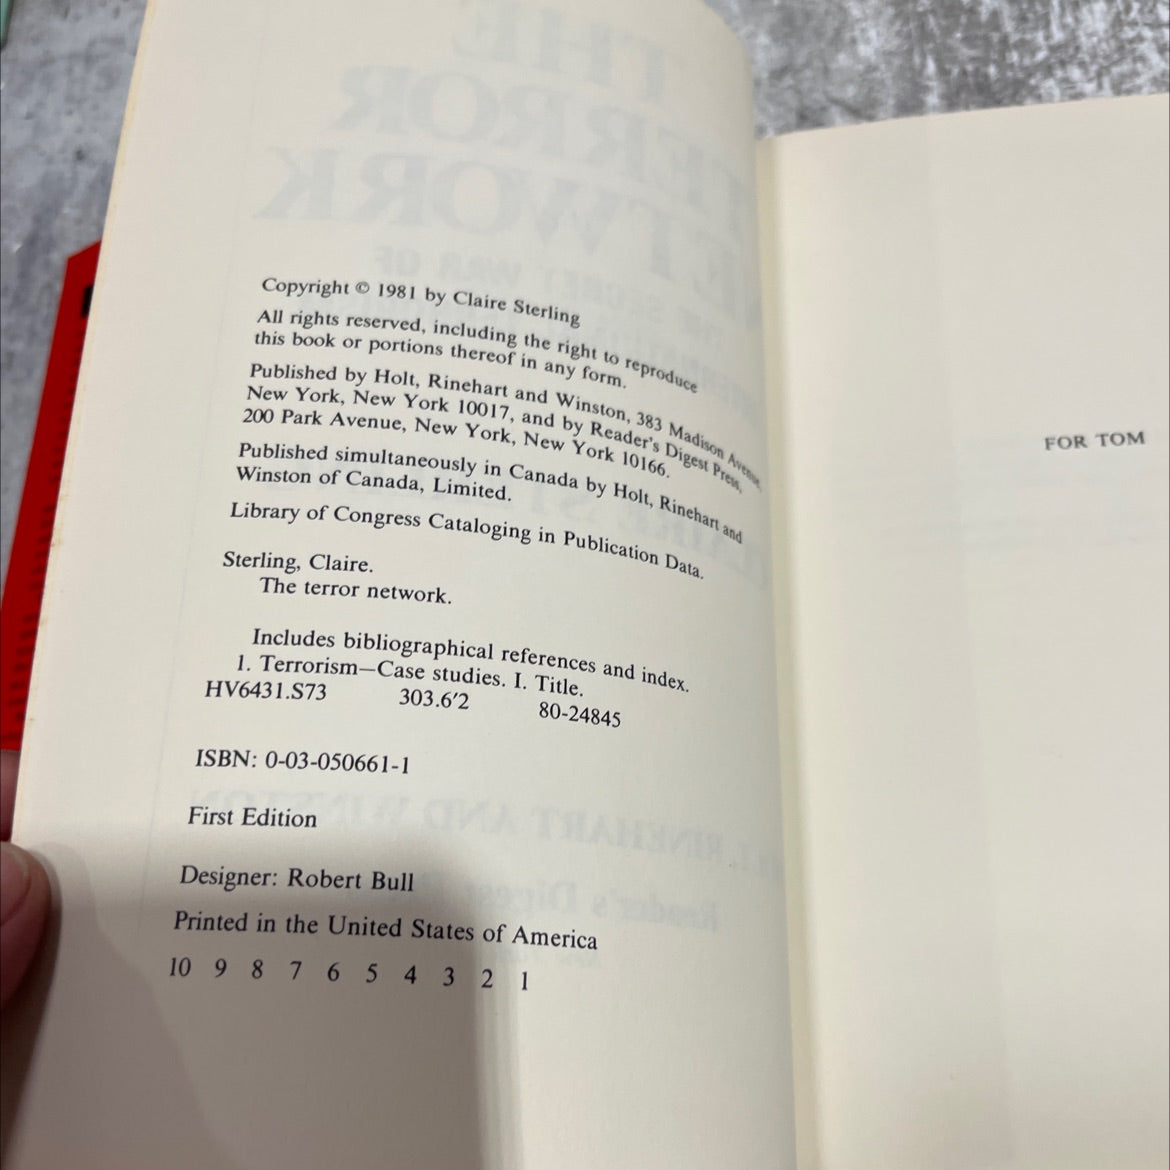 Copyright © 1981 by Claire Sterling
All rights reserved, including the right to reproduce
this book or portions thereof in any form.
Published by Holt, Rinehart and Winston, 383 Madison Avenue,
New York, New York 10017, and by Reader's Digest Press,
200 Park Avenue, New York, New York 10166.
Published simultaneously in Canada by Holt, Rinehart and
Winston of Canada, Limited.
Library of Congress Cataloging in Publication Data.
Sterling, Claire.
The terror network.
Includes bibliographical references and index.
1. Terrorism—Case studies. I. Title.
HV6431.S73 303.6′2 80-24845
ISBN: 0-03-050661-1
First Edition
Designer: Robert Bull
Printed in the United States of America
10 9 8 7 6 5 4 3 2 1
FOR TOM